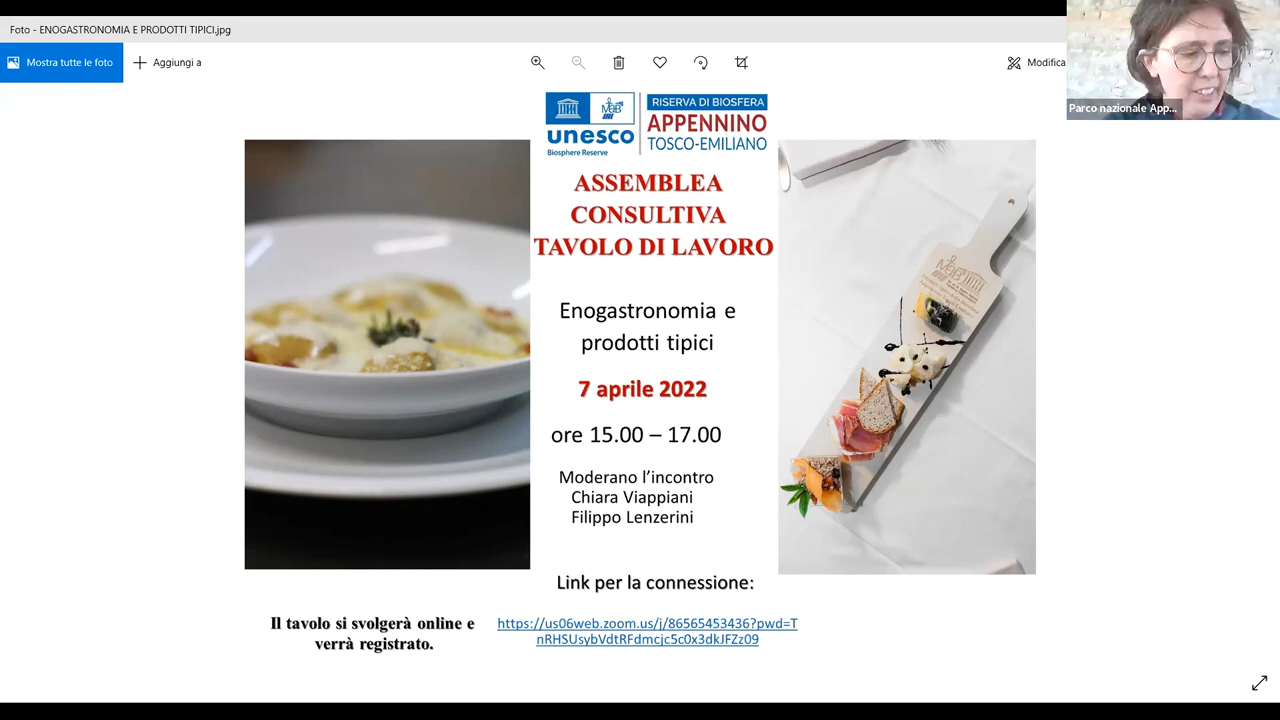 Foto - ENOGASTRONOMIA E PRODOTTI TIPICI.jpg
Mostra tutte le foto
Aggiungi a
Modifica
Parco nazionale App...
MaB
unesco
Biosphere Reserve
RISERVA DI BIOSFERA
APPENNINO
TOSCO-EMILIANO
ASSEMBLEA
CONSULTIVA
TAVOLO DI LAVORO
Enogastronomia e
prodotti tipici
7 aprile 2022
ore 15.00 – 17.00
Moderano l'incontro
Chiara Viappiani
Filippo Lenzerini
Link per la connessione:
Il tavolo si svolgerà online e
verrà registrato.
https://us06web.zoom.us/j/86565453436?pwd=T
nRHSUsybVdtRFdmcjc5c0x3dkJFZz09
MaB